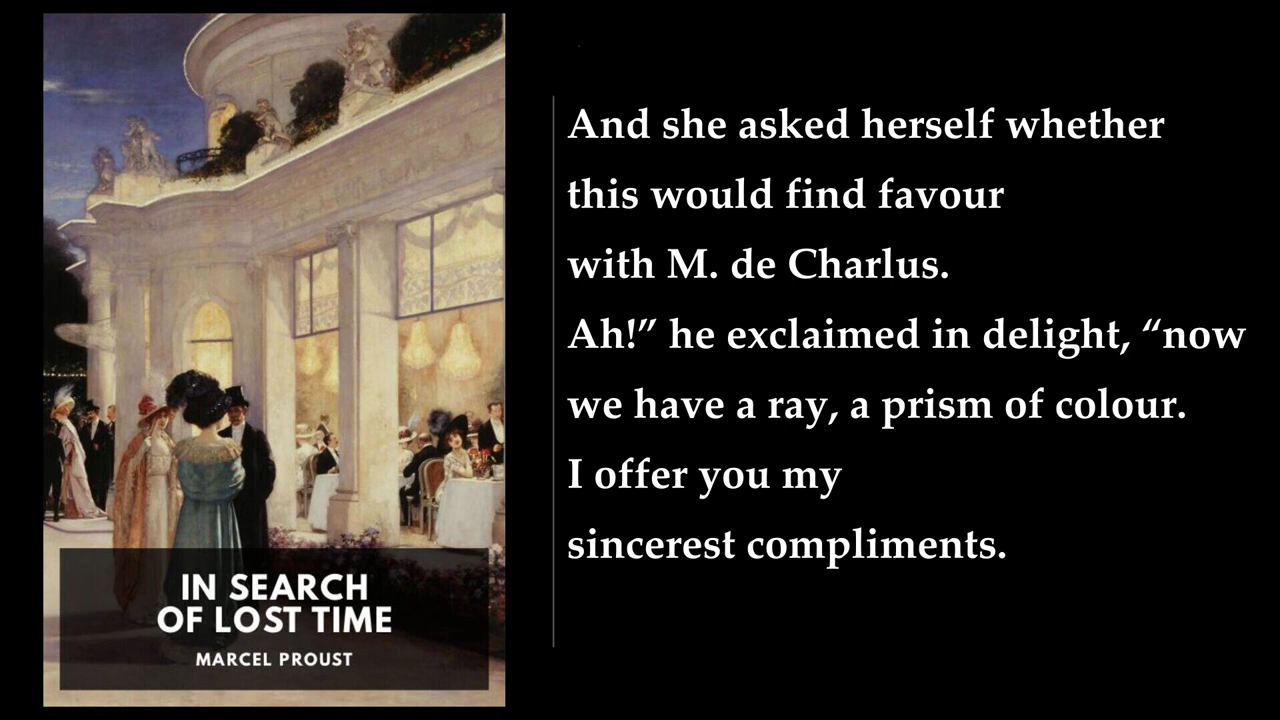 IN SEARCH
OF LOST TIME
MARCEL PROUST
And she asked herself whether
this would find favour
with M. de Charlus.
Ah!” he exclaimed in delight, “now
we have a ray, a prism of colour.
I offer you my
sincerest compliments.